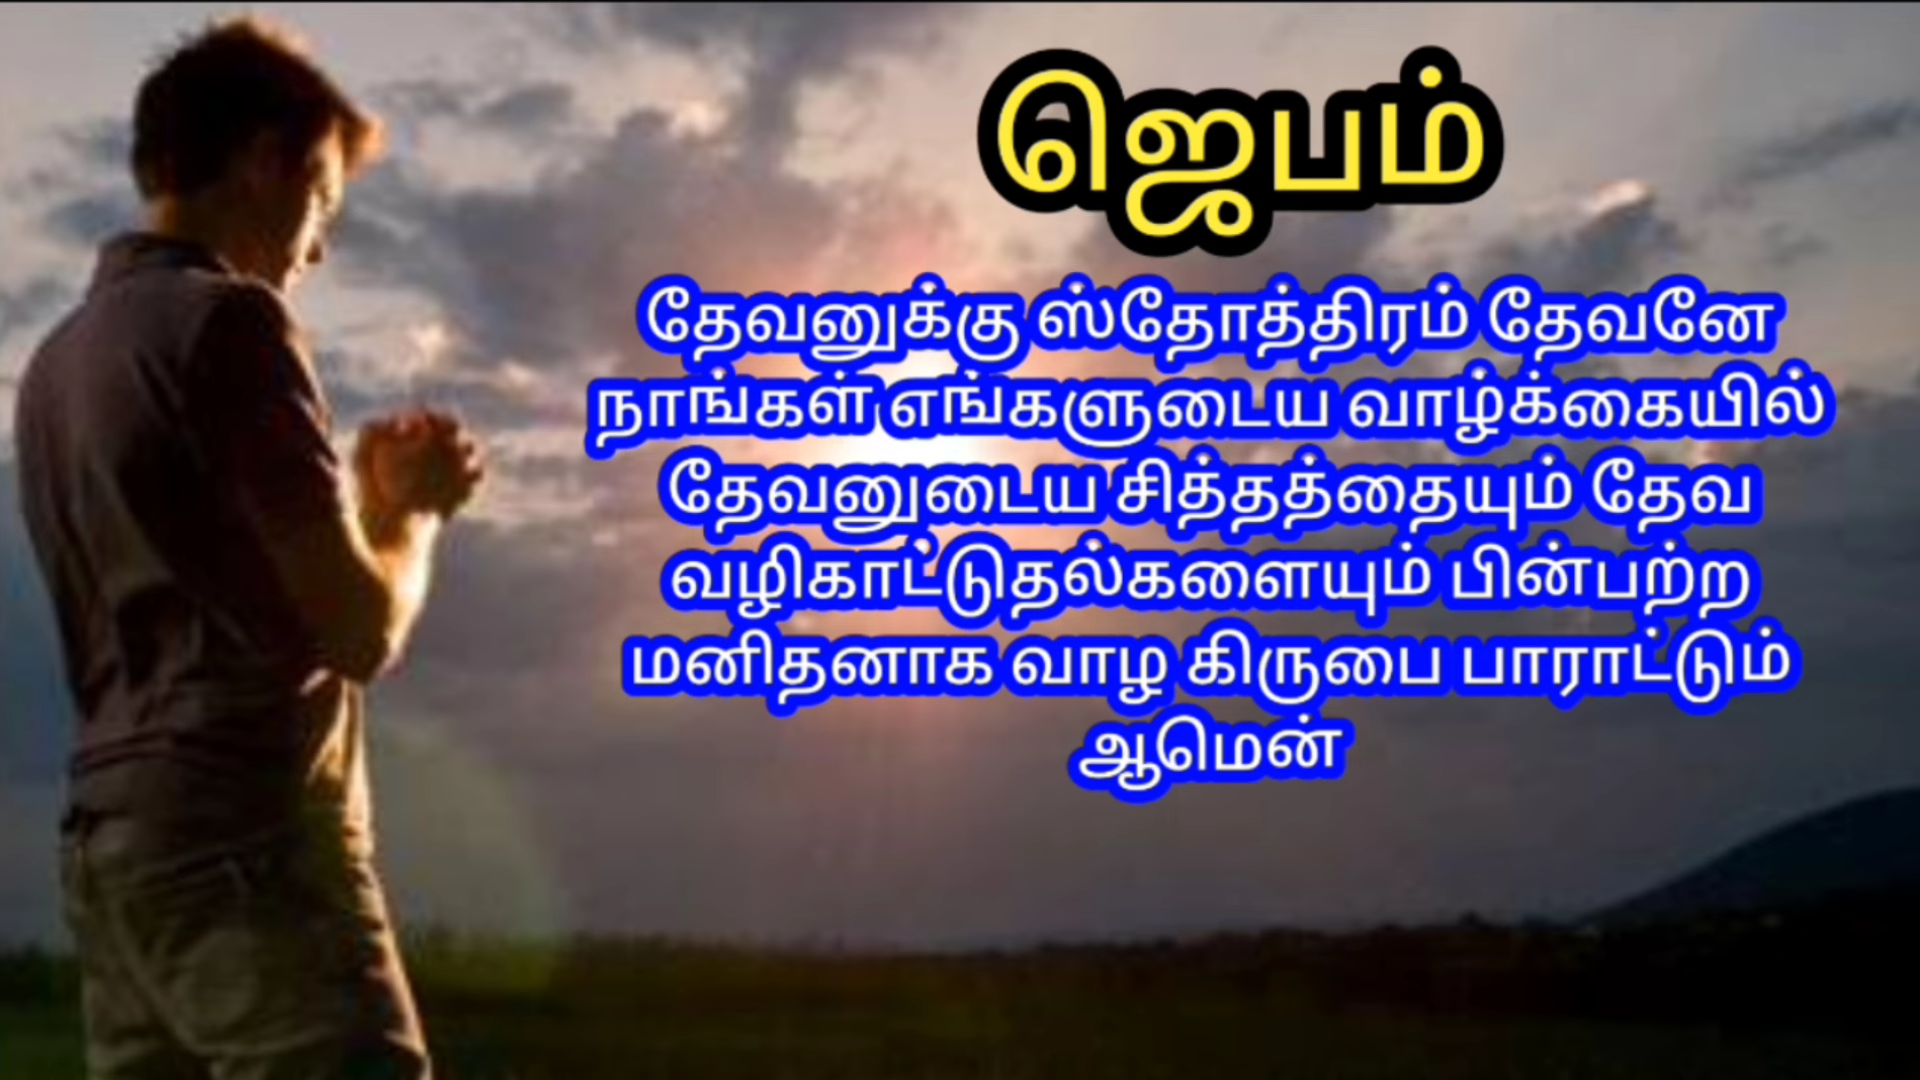 ஜெபம்
தேவனுக்கு ஸ்தோத்திரம் தேவனே
நாங்கள் எங்களுடைய வாழ்க்கையில்
தேவனுடைய சித்தத்தையும் தேவ
வழிகாட்டுதல்களையும் பின்பற்ற
மனிதனாக வாழ கிருபை பாராட்டும்
ஆமென்